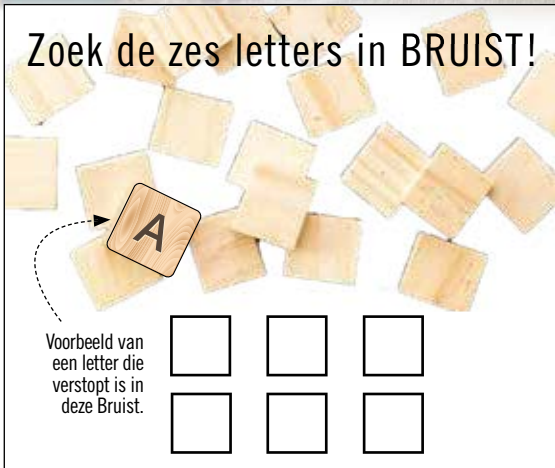 Zoek de zes letters in BRUIST!
A
Voorbeeld van
een letter die
verstopt is in
deze Bruist.